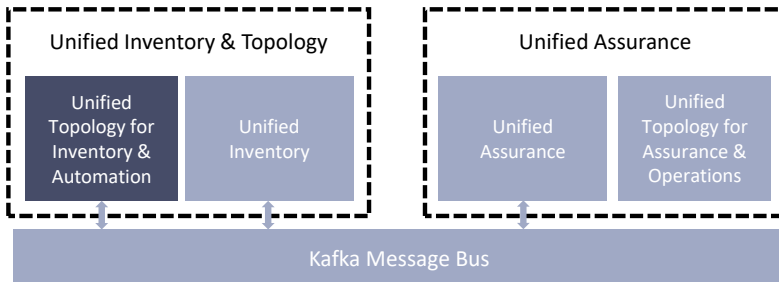 Unified Inventory & Topology
Unified
Topology for
Inventory &
Automation
Unified
Inventory
Unified Assurance
Unified
Assurance
Unified
Topology for
Assurance &
Operations
Kafka Message Bus